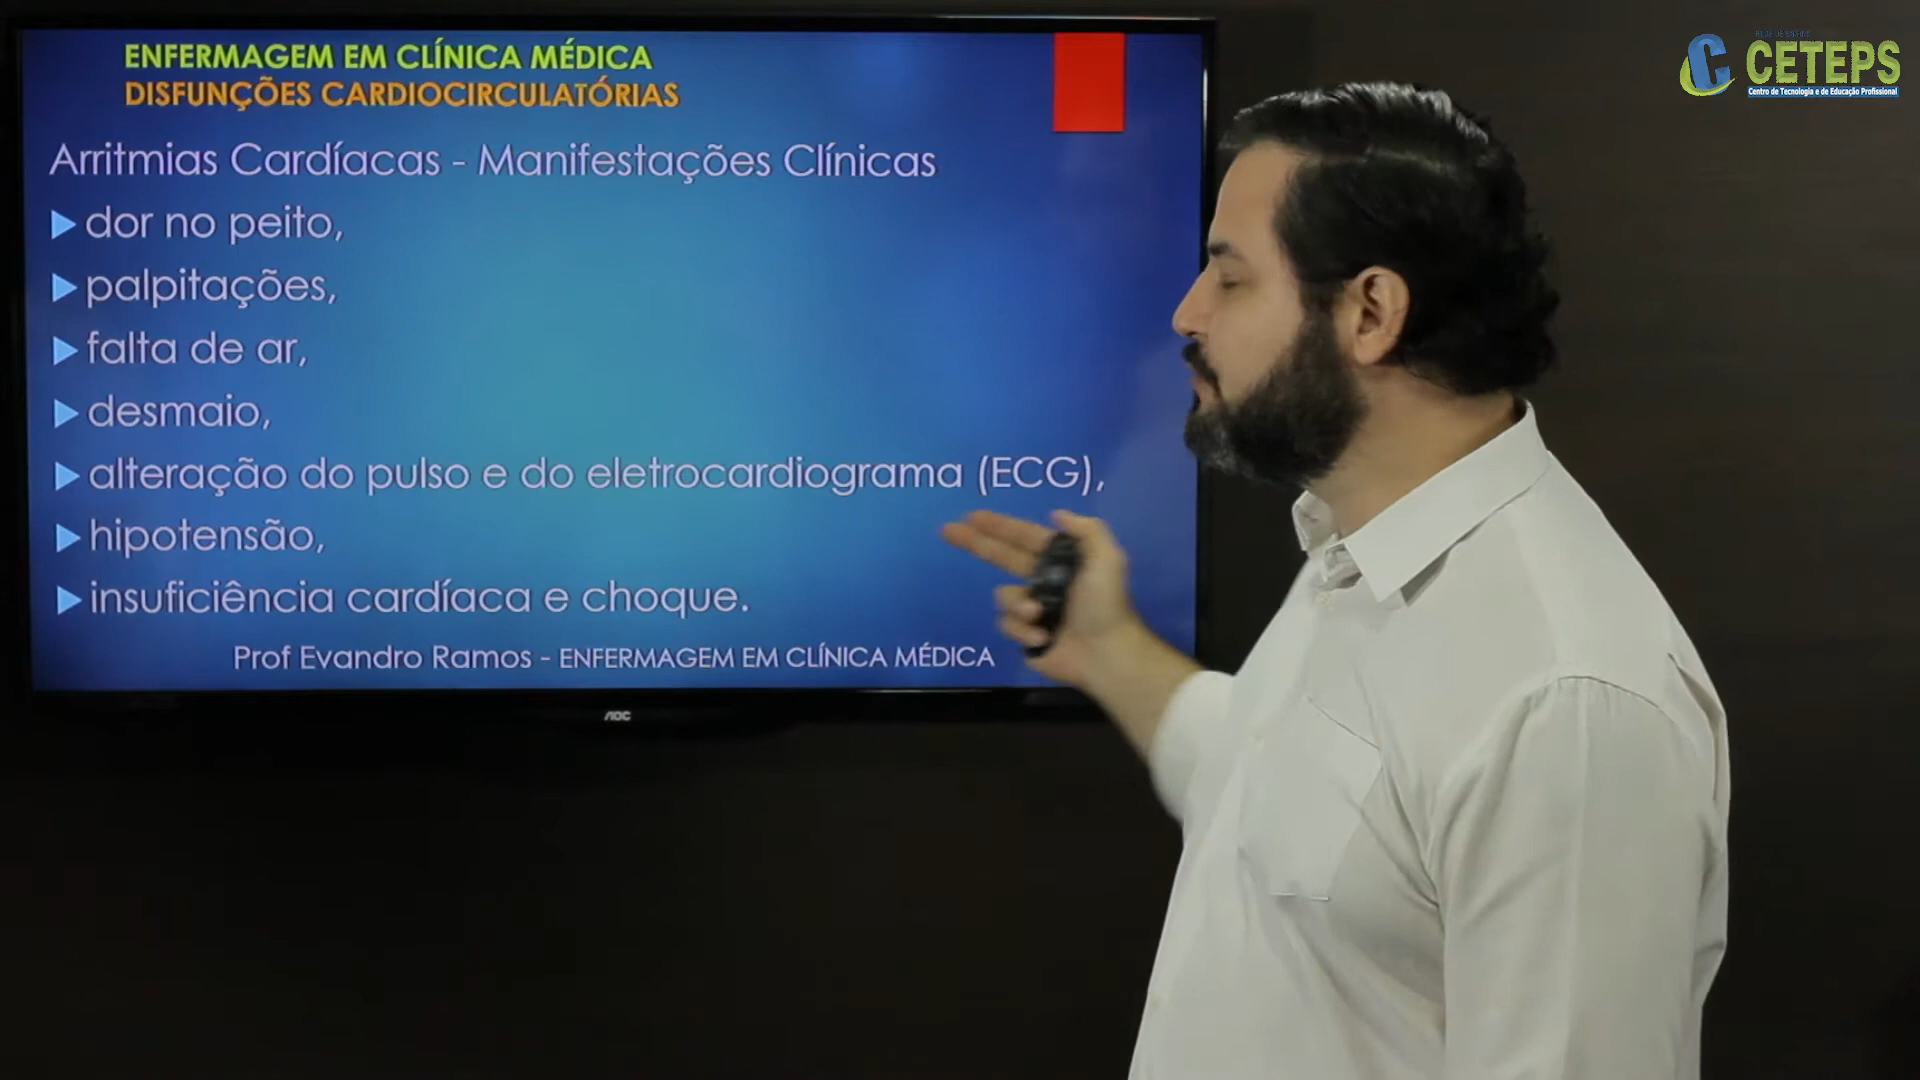 ENFERMAGEM EM CLÍNICA MÉDICA
DISFUNÇÕES CARDIOCIRCULATÓRIAS
Arritmias Cardíacas - Manifestações Clínicas
dor no peito,
palpitações,
falta de ar,
desmaio,
alteração do pulso e do eletrocardiograma (ECG),
hipotensão,
insuficiência cardíaca e choque.
Prof Evandro Ramos - ENFERMAGEM EM CLÍNICA MÉDICA
AOC
CETEPS
Centro de Tecnologia e de Educação Profissional